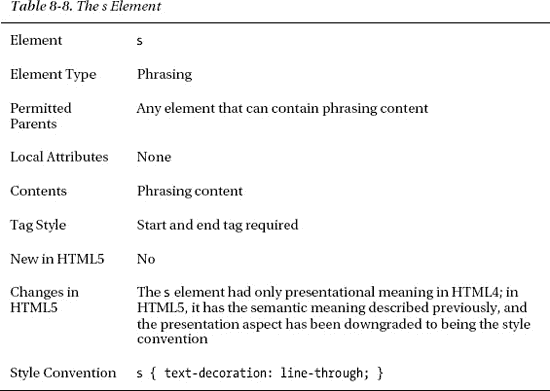 Table 8-8. The s Element
Element s
Element Type Phrasing
Permitted Any element that can contain phrasing content
Parents
Local Attributes None
Contents Phrasing content
Tag Style Start and end tag required
New in HTML5 No
Changes in The s element had only presentational meaning in HTML4; in
HTML5 HTML5, it has the semantic meaning described previously, and
the presentation aspect has been downgraded to being the style
convention
Style Convention s { text-decoration: line-through; }